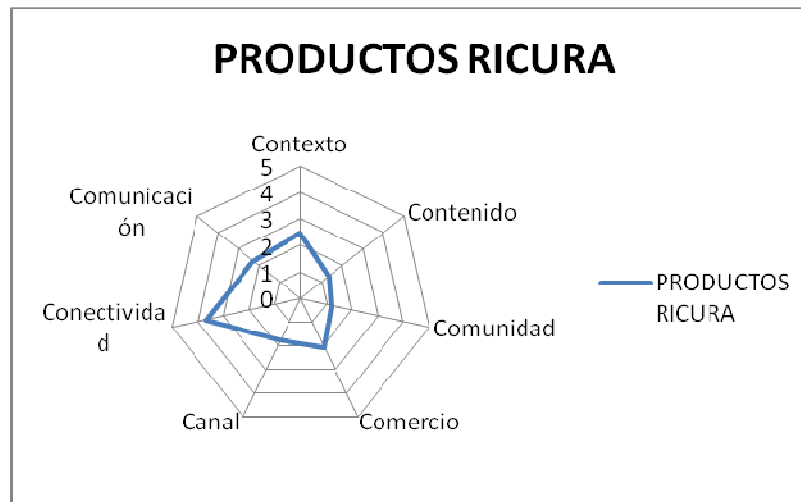 PRODUCTOS RICURA
Contexto
5
4
3
2
1
0
Contenido
Comunidad
Comercio
Canal
Conectivida
d
Comunicaci
ón
PRODUCTOS
RICURA